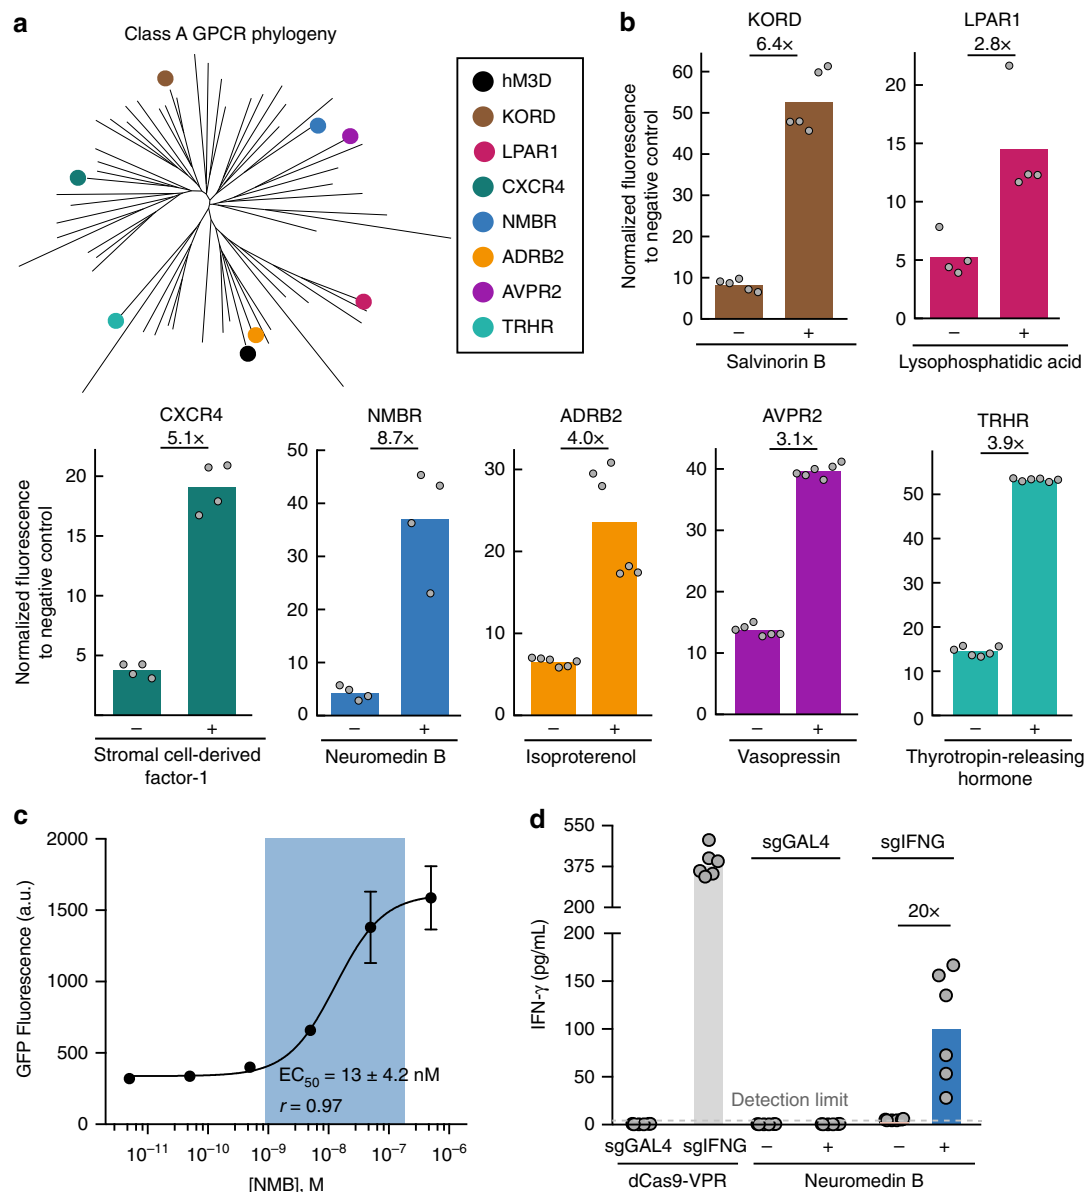 a
Class A GPCR phylogeny
hM3D
KORD
LPAR1
CXCR4
NMBR
ADRB2
AVPR2
TRHR
b
KORD
6.4×
Normalized fluorescence
to negative control
60
50
40
30
20
10
0
– +
Salvinorin B
LPAR1
2.8×
20
15
10
5
0
– +
Lysophosphatidic acid
CXCR4
5.1×
Normalized fluorescence
to negative control
20
15
10
5
– +
Stromal cell-derived
factor-1
NMBR
8.7×
50
40
30
20
10
0
– +
Neuromedin B
ADRB2
4.0×
30
20
10
0
– +
Isoproterenol
AVPR2
3.1×
40
30
20
10
0
– +
Vasopressin
TRHR
3.9×
50
40
30
20
10
0
– +
Thyrotropin-releasing
hormone
c
GFP Fluorescence (a.u.)
2000
1500
1000
500
0
EC50 = 13 ± 4.2 nM
r = 0.97
10⁻¹¹ 10⁻¹⁰ 10⁻⁹ 10⁻⁸ 10⁻⁷ 10⁻⁶
[NMB], M
d
IFN-γ (pg/mL)
550
375
200
200
150
100
50
0
sgGAL4 sgIFNG
20×
Detection limit
sgGAL4 sgIFNG – + – +
dCas9-VPR Neuromedin B